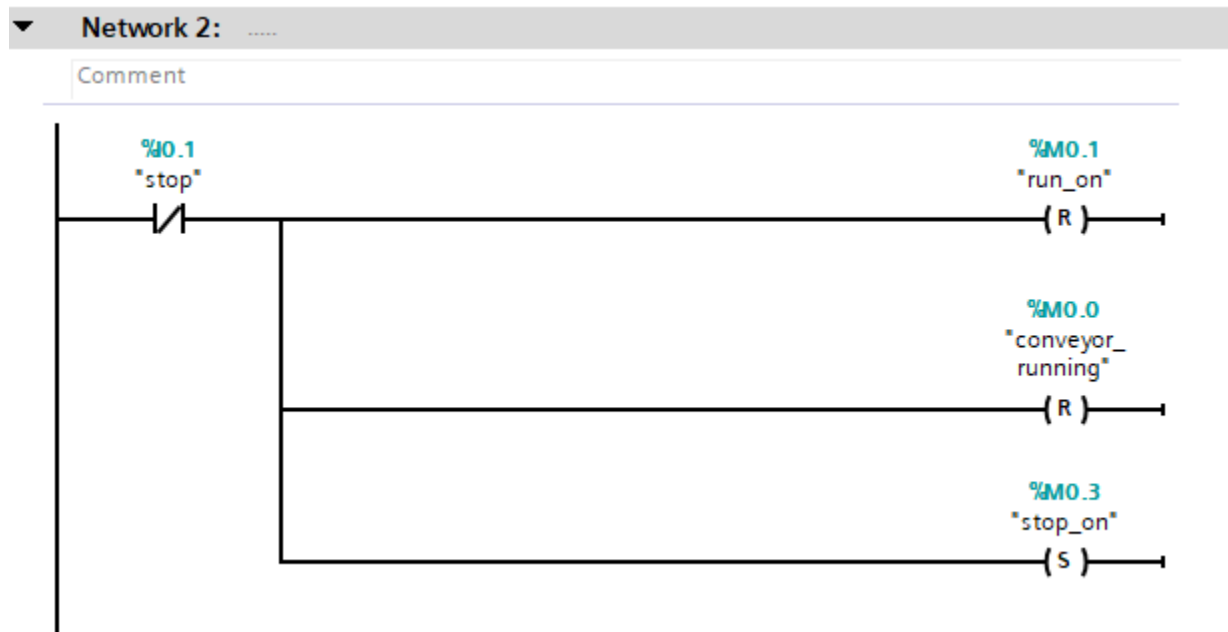 Network 2: .....
Comment
%I0.1
"stop"
%M0.1
"run_on"
( R )
%M0.0
"conveyor_
running"
( R )
%M0.3
"stop_on"
( S )